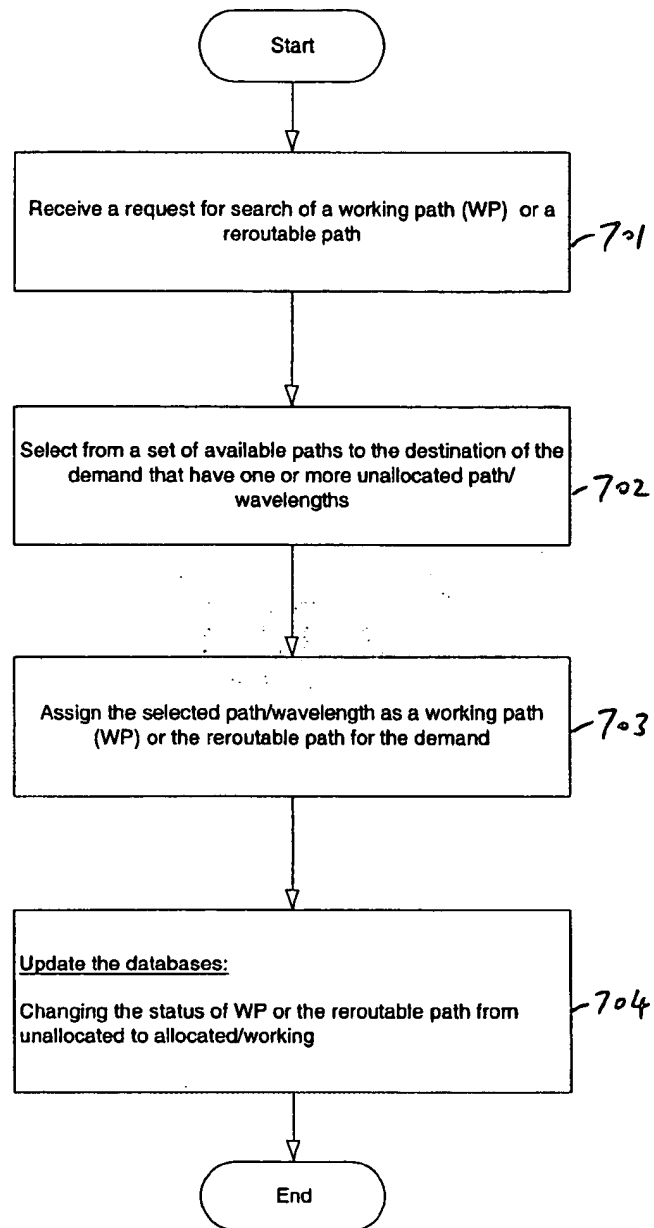 Start
Receive a request for search of a working path (WP) or a
reroutable path
701
Select from a set of available paths to the destination of the
demand that have one or more unallocated path/
wavelengths
702
Assign the selected path/wavelength as a working path
(WP) or the reroutable path for the demand
703
Update the databases:
Changing the status of WP or the reroutable path from
unallocated to allocated/working
704
End